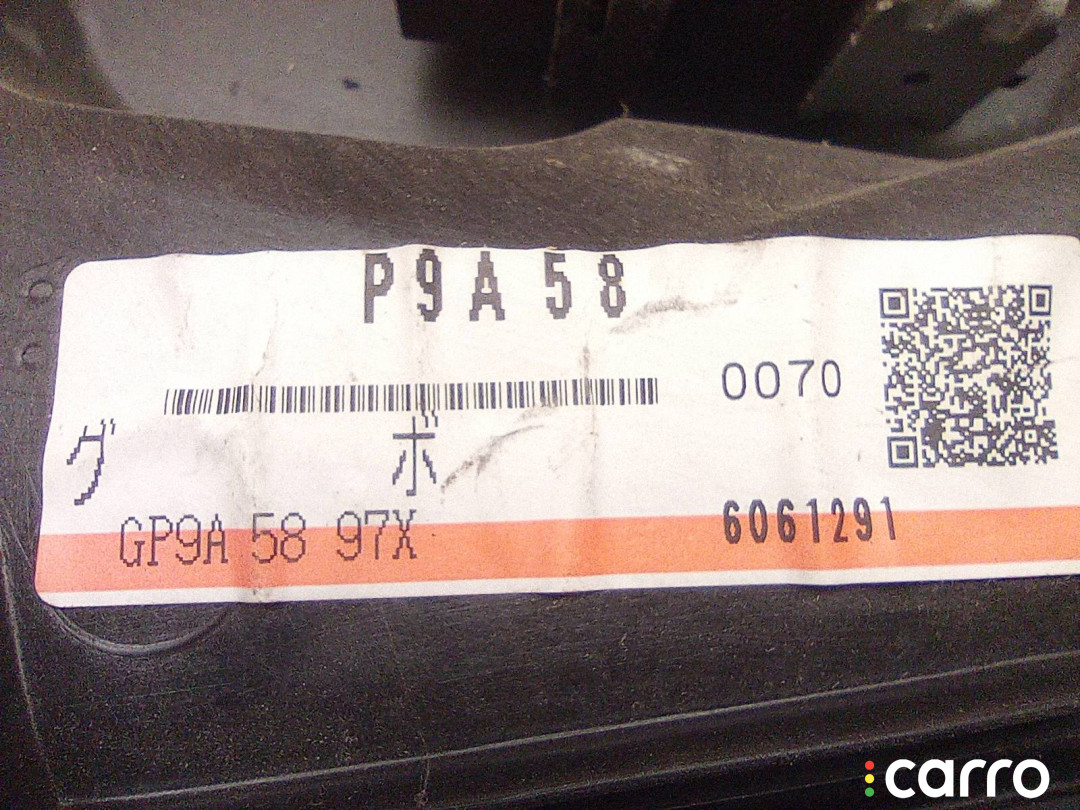 P9A 58
0070
グ ボ
GP9A 58 97X
6061291
carro